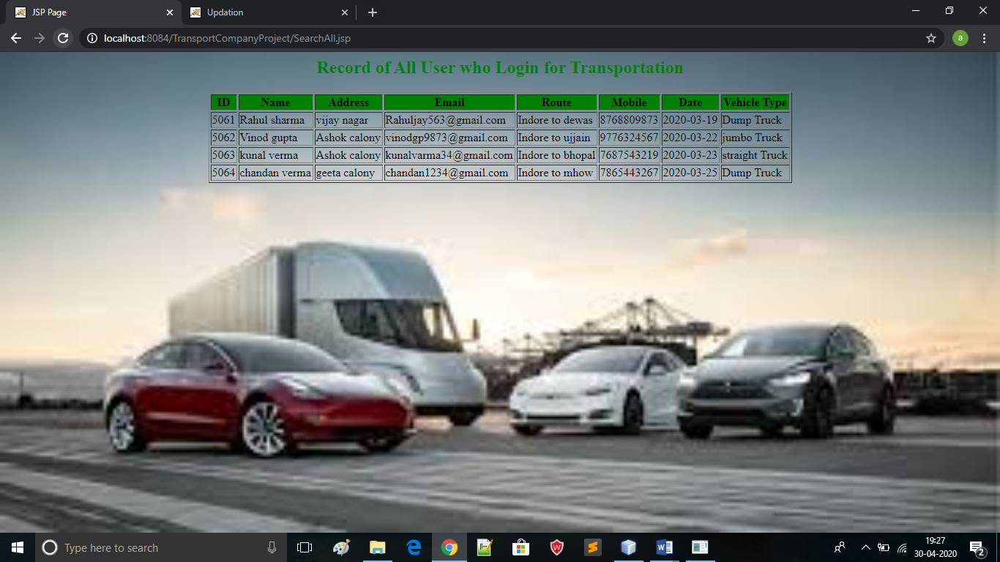 JSP Page
Updation
localhost:8084/TransportCompanyProject/SearchAll.jsp
a
Record of All User who Login for Transportation
ID Name Address Email Route Mobile Date Vehicle Type
5061 Rahul sharma vijay nagar Rahuljay563@gmail.com Indore to dewas 8768809873 2020-03-19 Dump Truck
5062 Vinod gupta Ashok calony vinodgp9873@gmail.com Indore to ujjain 9776324567 2020-03-22 jumbo Truck
5063 kunal verma Ashok calony kunalvarma34@gmail.com Indore to bhopal 7687543219 2020-03-23 straight Truck
5064 chandan verma geeta calony chandan1234@gmail.com Indore to mhow 7865443267 2020-03-25 Dump Truck
Type here to search
19:27
30-04-2020
2